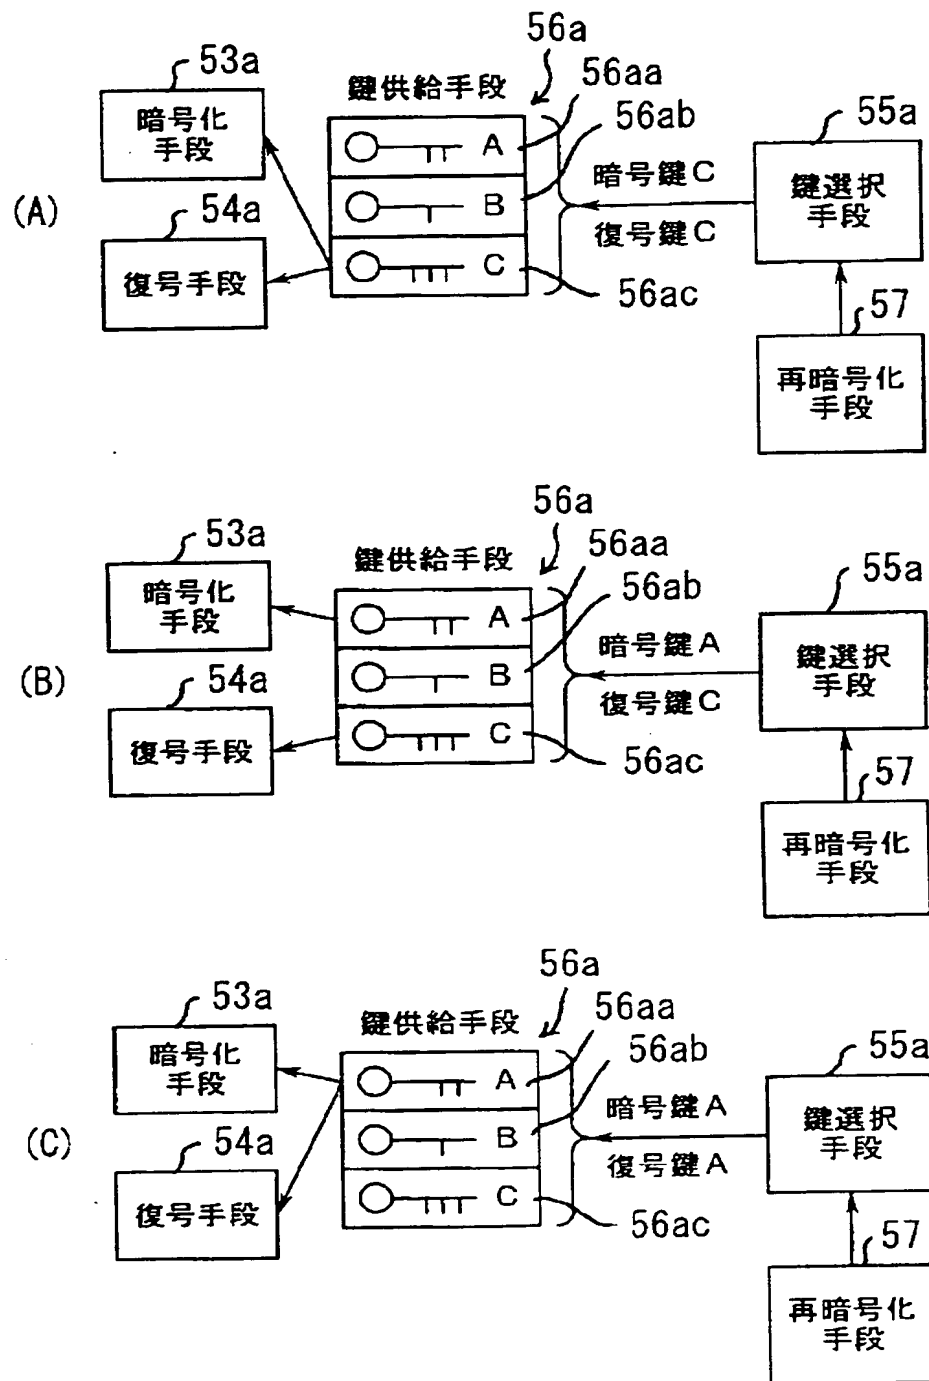 56a
53a
鍵供給手段
56aa
暗号化
手段
A
56ab
55a
(A)
54a
B
暗号鍵C
鍵選択
手段
復号手段
C
復号鍵C
56ac
57
再暗号化
手段
56a
53a
鍵供給手段
56aa
暗号化
手段
A
56ab
55a
(B)
54a
B
暗号鍵A
鍵選択
手段
復号手段
C
復号鍵C
56ac
57
再暗号化
手段
56a
53a
鍵供給手段
56aa
暗号化
手段
A
56ab
55a
(C)
54a
B
暗号鍵A
鍵選択
手段
復号手段
C
復号鍵A
56ac
57
再暗号化
手段